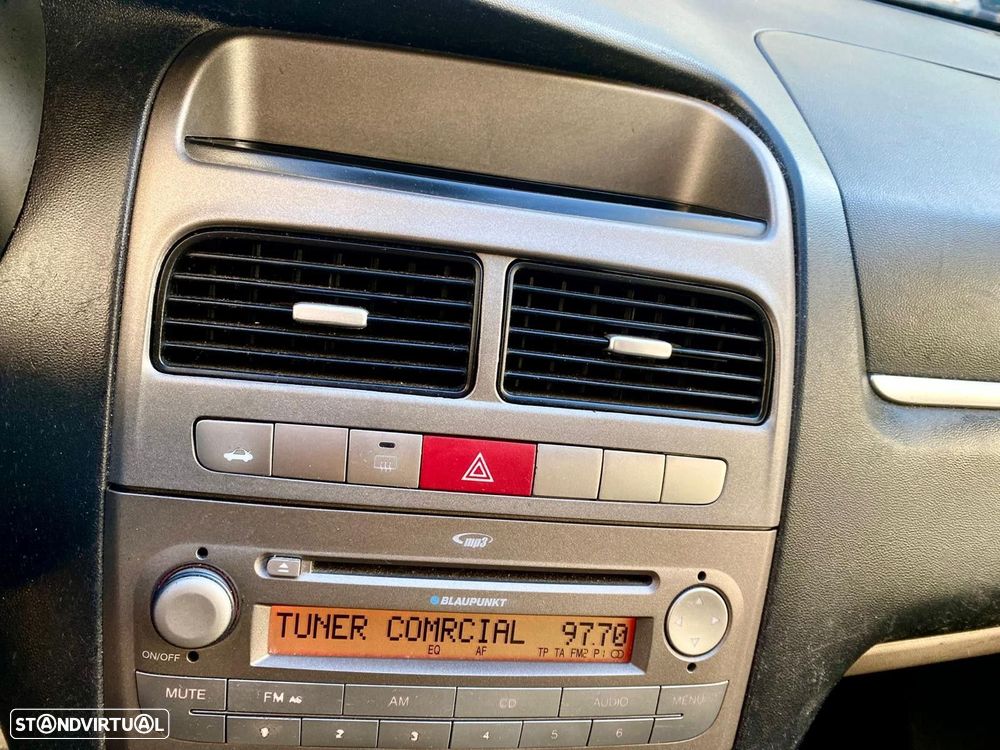 mp3
BLAUPUNKT
TUNER COMRCIAL 97.70
EQ AF TP TA FM2 P1
ON/OFF
MUTE FM AS AM CD AUDIO MENU
1 2 3 4 5 6
STANDVIRTUAL